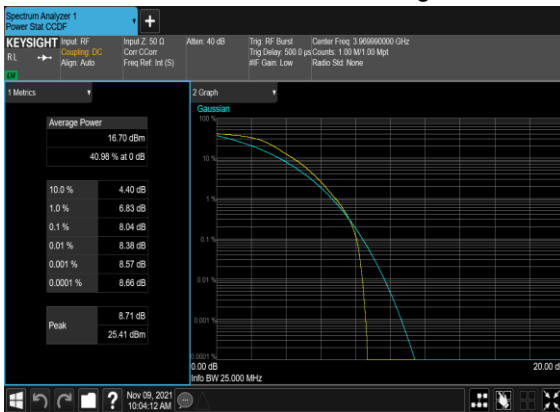 Spectrum Analyzer 1
Power Stat CCDF
KEYSIGHT
RL
LV
Input: RF
Coupling: DC
Align: Auto
Input Z: 50 Ω
Corr CCorr
Freq Ref: Int (S)
Atten: 40 dB
Trig: RF Burst
Trig Delay: 500.0 µs
#IF Gain: Low
Center Freq: 3.969990000 GHz
Counts: 1.00 M/1.00 Mpt
Radio Std: None
1 Metrics
Average Power
16.70 dBm
40.98 % at 0 dB
10.0 % 4.40 dB
1.0 % 6.83 dB
0.1 % 8.04 dB
0.01 % 8.38 dB
0.001 % 8.57 dB
0.0001 % 8.66 dB
Peak
8.71 dB
25.41 dBm
2 Graph
Gaussian
100 %
10 %
1 %
0.1 %
0.01 %
0.001 %
0.0001 %
0.00 dB
20.00 d
Info BW 25.000 MHz
Nov 09, 2021
10:04:12 AM